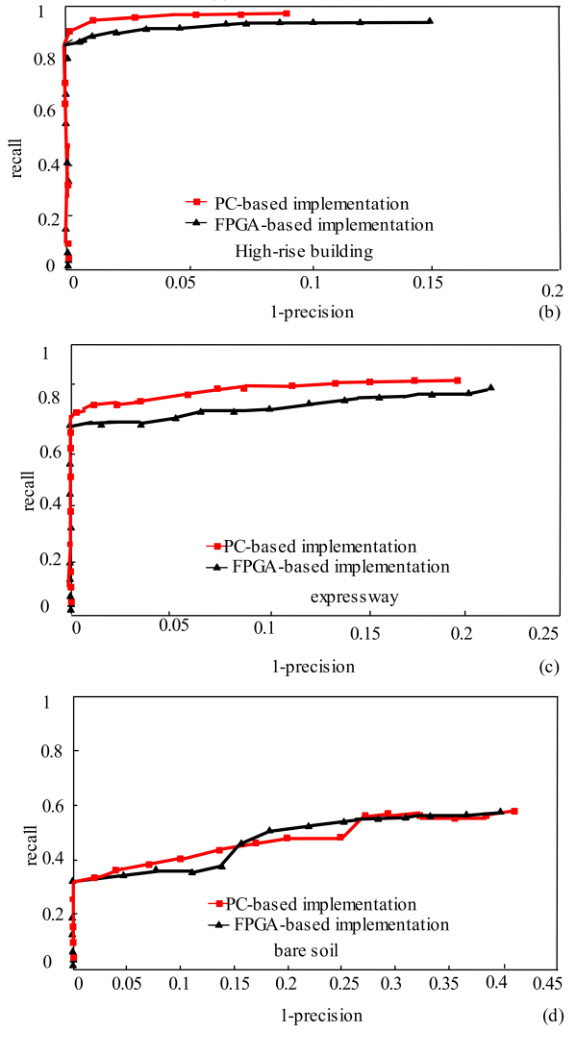 1
0.8
0.6
0.4
0.2
0
recall
PC-based implementation
FPGA-based implementation
High-rise building
0 0.05 0.1 0.15 0.2
1-precision (b)
1
0.8
0.6
0.4
0.2
0
recall
PC-based implementation
FPGA-based implementation
expressway
0 0.05 0.1 0.15 0.2 0.25
1-precision (c)
1
0.8
0.6
0.4
0.2
0
recall
PC-based implementation
FPGA-based implementation
bare soil
0 0.05 0.1 0.15 0.2 0.25 0.3 0.35 0.4 0.45
1-precision (d)